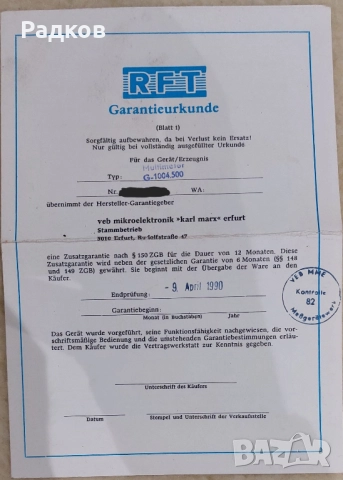 Радков
RFT
Garantieurkunde
(Blatt 1)
Sorgfältig aufbewahren, da bei Verlust kein Ersatz!
Nur gültig bei vollständig ausgefüllter Urkunde
Für das Gerät/Erzeugnis
Multimeter
Typ: G-1004.500
Nr. WA:
übernimmt der Hersteller-Garantiegeber
veb mikroelektronik »karl marx« erfurt
Stammbetrieb
5010 Erfurt, Rudolfstraße 47
eine Zusatzgarantie nach § 150 ZGB für die Dauer von 12 Monaten. Diese
Zusatzgarantie wird neben der gesetzlichen Garantie von 6 Monaten (§§ 148
und 149 ZGB) gewährt. Sie beginnt mit der Übergabe der Ware an den
Käufer.
Endprüfung: - 9. April 1990
Garantiebeginn:
Monat (in Buchstaben) Jahr
VEB MME
Kontrolle
82
Meßgerätewerk
Das Gerät wurde vorgeführt, seine Funktionsfähigkeit nachgewiesen, die vor-
schriftsmäßige Bedienung und die umstehenden Garantiebestimmungen erläu-
tert. Dem Käufer wurde die Vertragswerkstatt zur Kenntnis gegeben.
Unterschrift des Käufers
Datum Stempel und Unterschrift der Verkaufsstelle
BAZAR